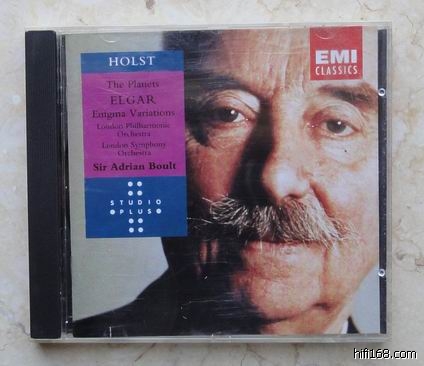 HOLST
The Planets
ELGAR
Enigma Variations
London Philharmonic
Orchestra
London Symphony
Orchestra
Sir Adrian Boult
STUDIO
PLUS
EMI
CLASSICS
hifi168.com